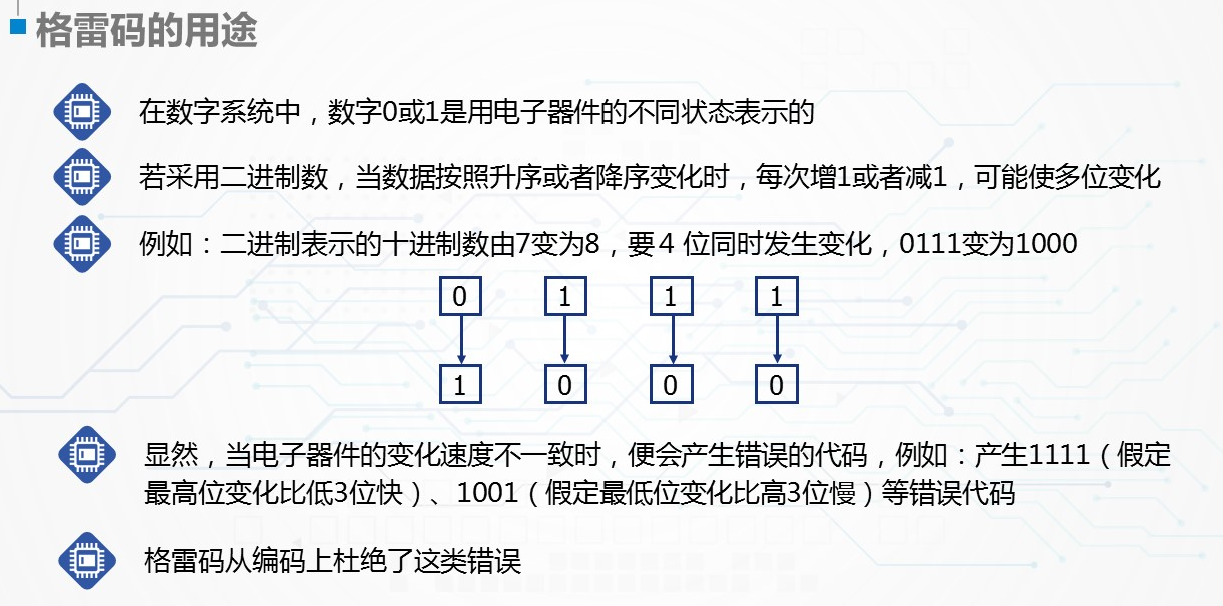 格雷码的用途
在数字系统中，数字0或1是用电子器件的不同状态表示的
若采用二进制数，当数据按照升序或者降序变化时，每次增1或者减1，可能使多位变化
例如：二进制表示的十进制数由7变为8，要４位同时发生变化，0111变为1000
0 1 1 1
1 0 0 0
显然，当电子器件的变化速度不一致时，便会产生错误的代码，例如：产生1111（假定
最高位变化比低3位快）、1001（假定最低位变化比高3位慢）等错误代码
格雷码从编码上杜绝了这类错误